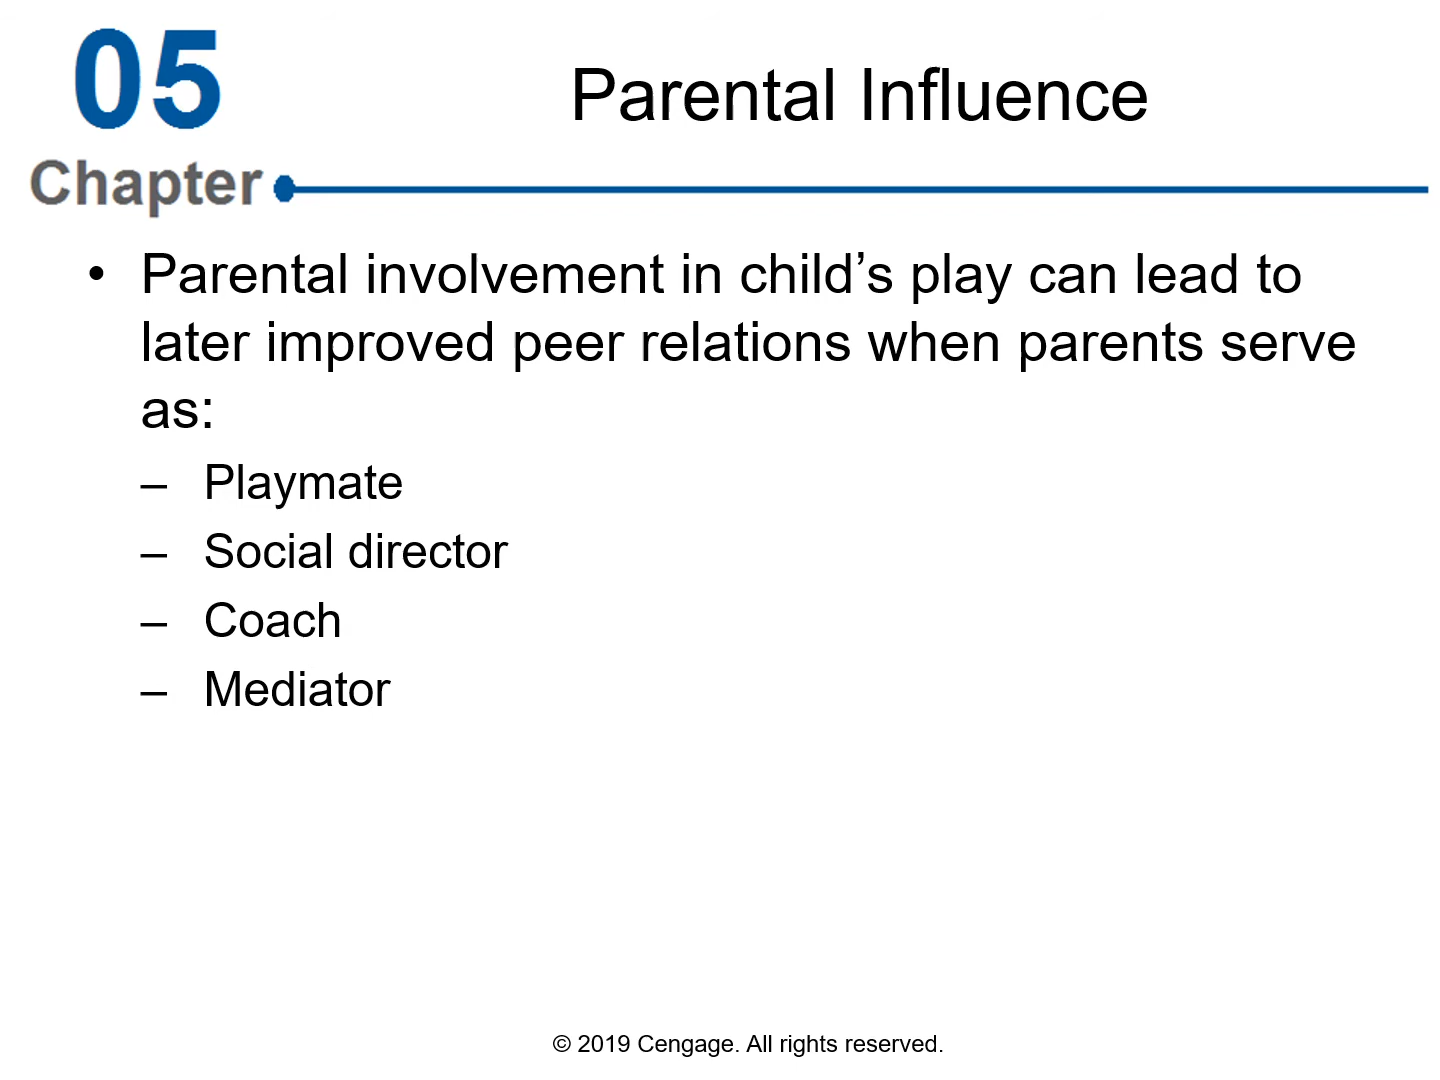 05
Chapter
Parental Influence
• Parental involvement in child’s play can lead to
later improved peer relations when parents serve
as:
– Playmate
– Social director
– Coach
– Mediator
© 2019 Cengage. All rights reserved.